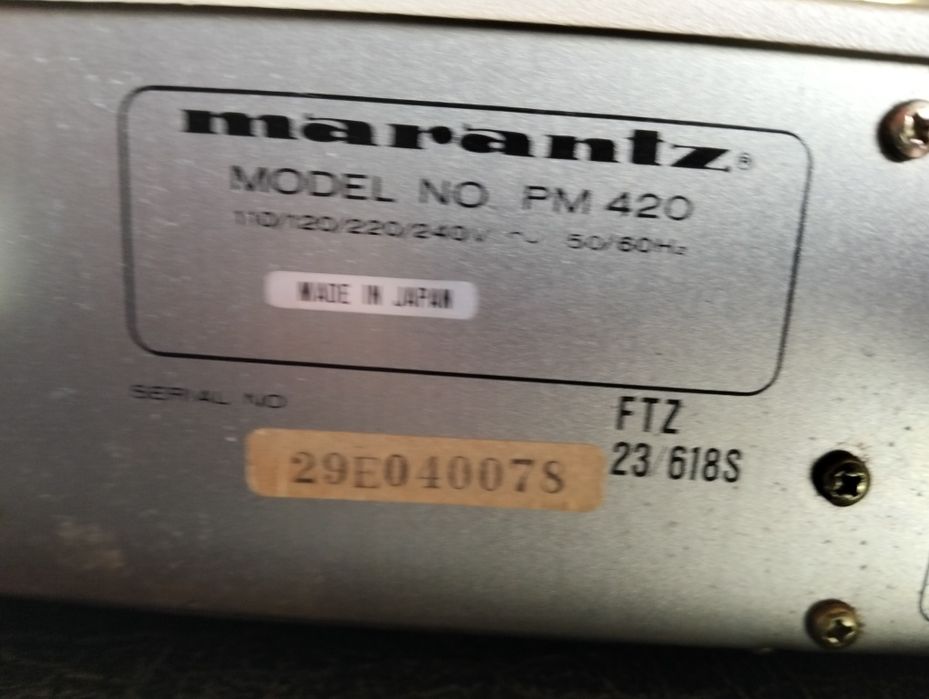 marantz®
MODEL NO. PM 420
110/120/220/240V ~ 50/60Hz
MADE IN JAPAN
SERIAL NO
FTZ
23/618S
29E040078